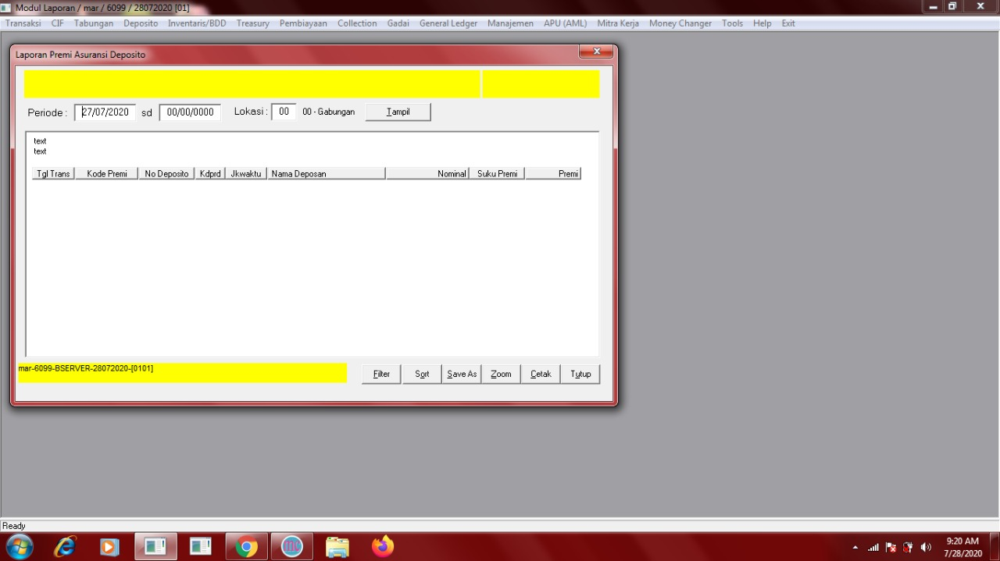 Modul Laporan / mar / 6099 / 28072020 [01]
Transaksi CIF Tabungan Deposito Inventaris/BDD Treasury Pembiayaan Collection Gadai General Ledger Manajemen APU (AML) Mitra Kerja Money Changer Tools Help Exit
Laporan Premi Asuransi Deposito
Periode : 27/07/2020 sd 00/00/0000 Lokasi : 00 00 - Gabungan Tampil
text
text
Tgl Trans Kode Premi No Deposito Kdprd Jkwaktu Nama Deposan Nominal Suku Premi Premi
mar-6099-BSERVER-28072020-[0101]
Filter Sort Save As Zoom Cetak Tutup
Ready
9:20 AM
7/28/2020